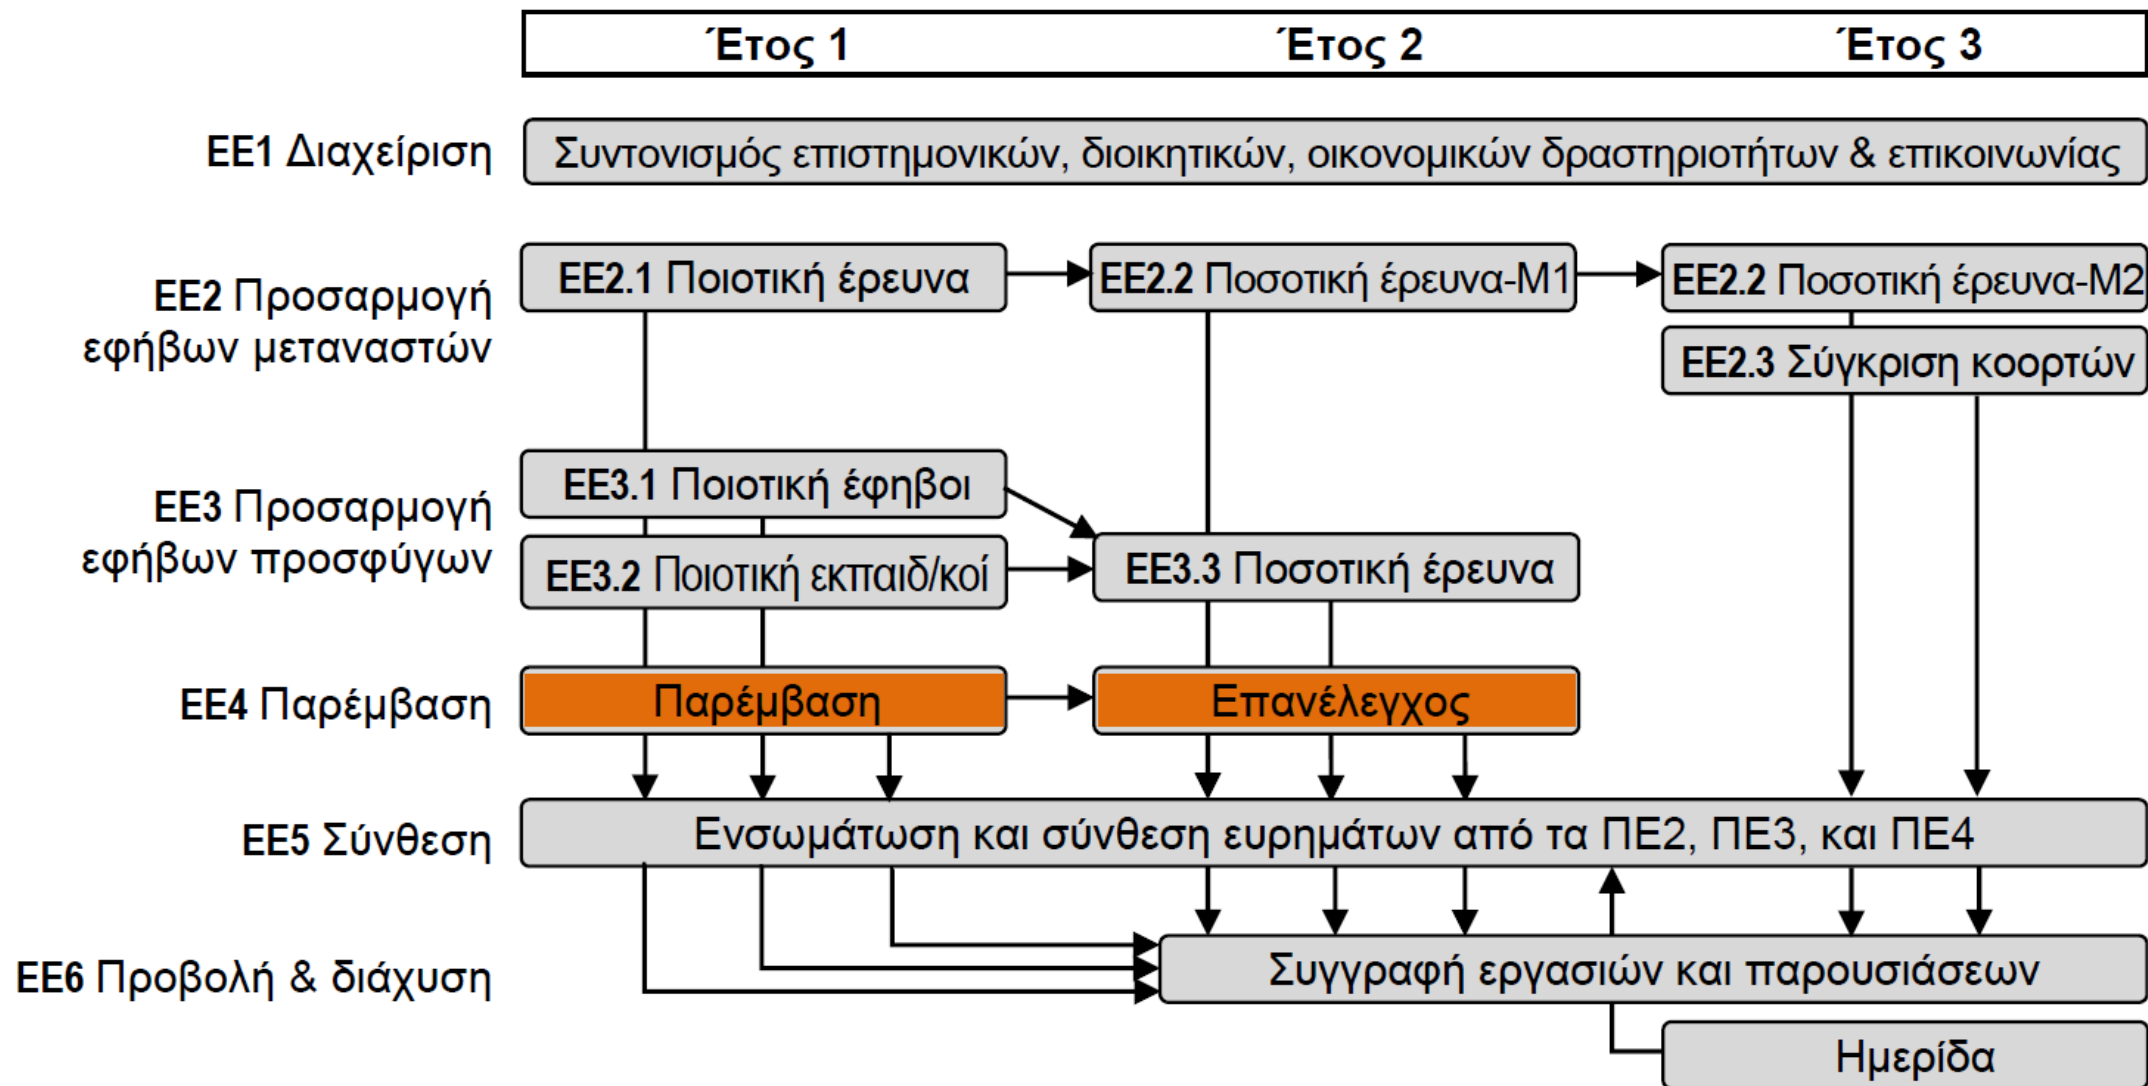 Έτος 1 Έτος 2 Έτος 3
ΕΕ1 Διαχείριση
Συντονισμός επιστημονικών, διοικητικών, οικονομικών δραστηριοτήτων & επικοινωνίας
ΕΕ2 Προσαρμογή
εφήβων μεταναστών
ΕΕ2.1 Ποιοτική έρευνα
ΕΕ2.2 Ποσοτική έρευνα-Μ1
ΕΕ2.2 Ποσοτική έρευνα-Μ2
ΕΕ2.3 Σύγκριση κοορτών
ΕΕ3 Προσαρμογή
εφήβων προσφύγων
ΕΕ3.1 Ποιοτική έφηβοι
ΕΕ3.2 Ποιοτική εκπαιδ/κοί
ΕΕ3.3 Ποσοτική έρευνα
ΕΕ4 Παρέμβαση
Παρέμβαση
Επανέλεγχος
ΕΕ5 Σύνθεση
Ενσωμάτωση και σύνθεση ευρημάτων από τα ΠΕ2, ΠΕ3, και ΠΕ4
ΕΕ6 Προβολή & διάχυση
Συγγραφή εργασιών και παρουσιάσεων
Ημερίδα